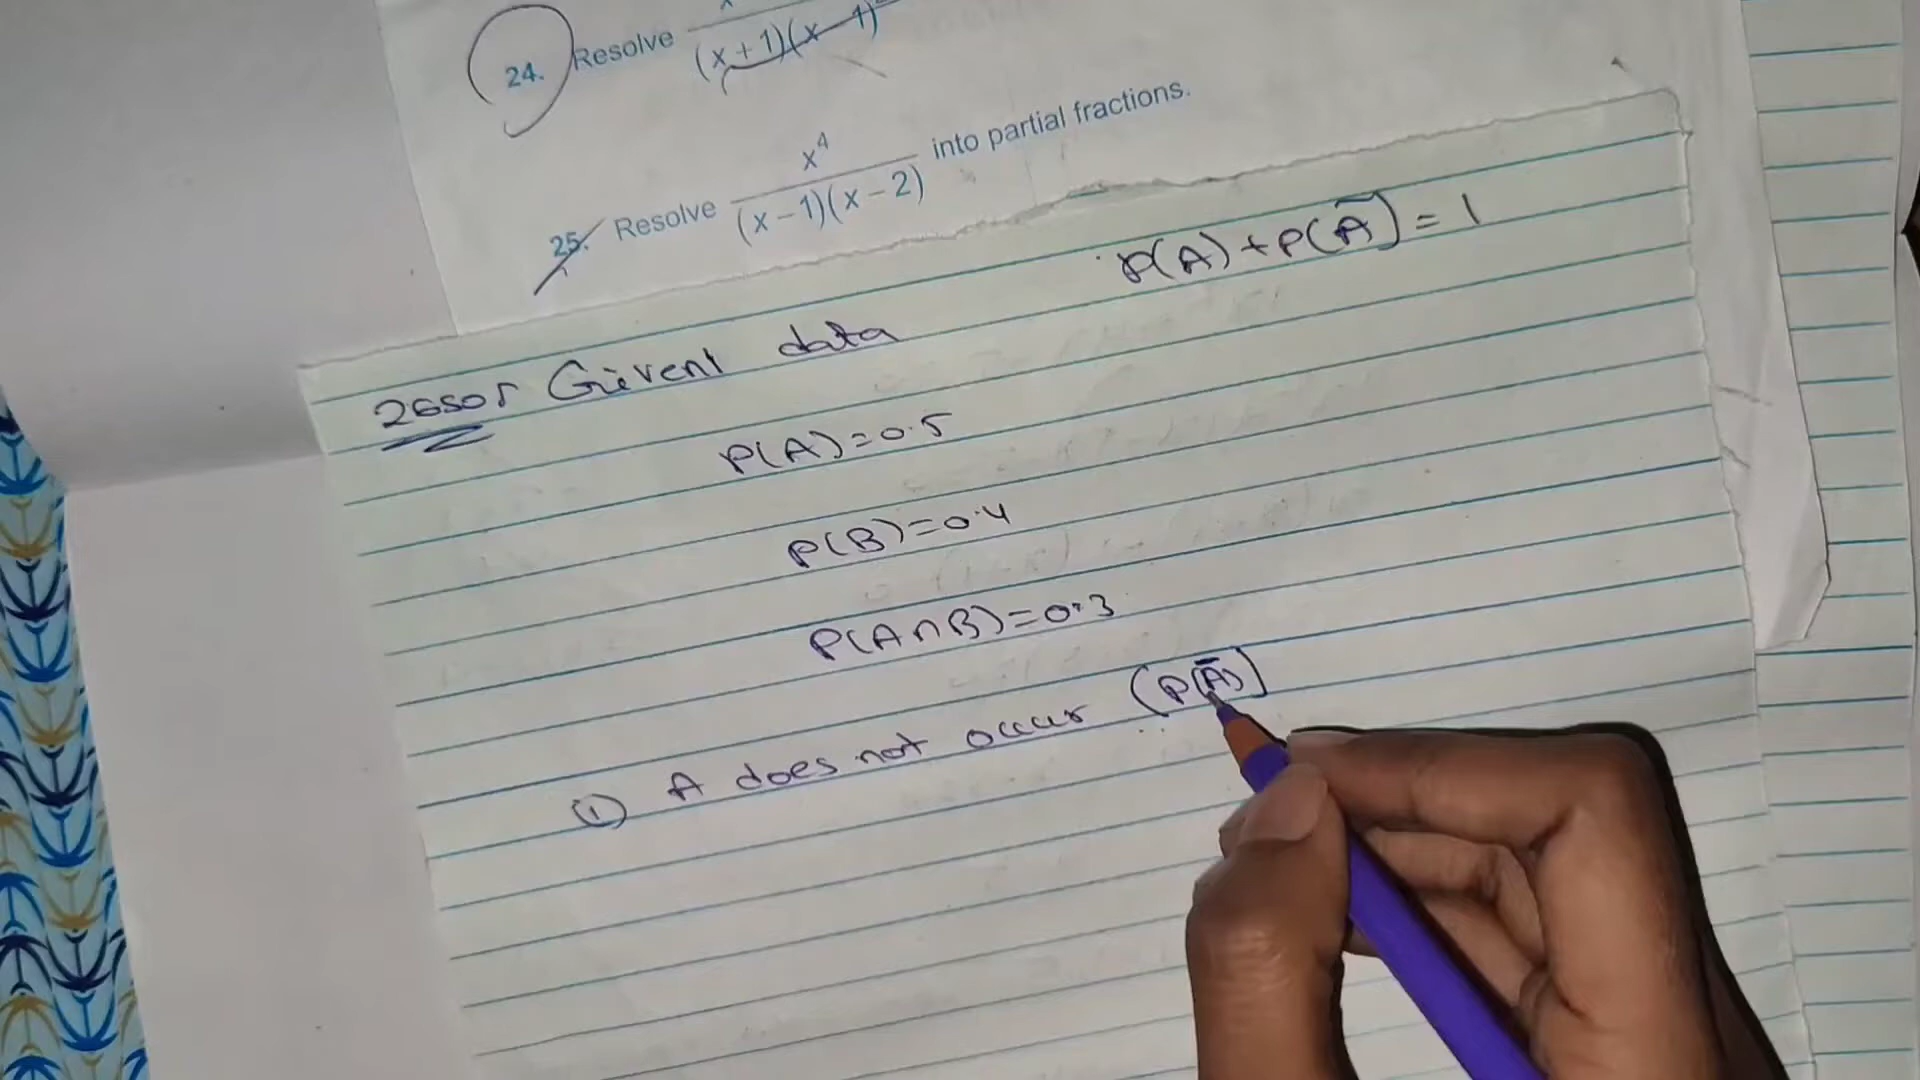 24. Resolve (x + 1)(x - 1)
25. Resolve x⁴ / (x - 1)(x - 2) into partial fractions.
P(A) + P(Ā) = 1
26 Given data
P(A) = 0.5
P(B) = 0.4
P(A∩B) = 0.3
① A does not occur (P(Ā))